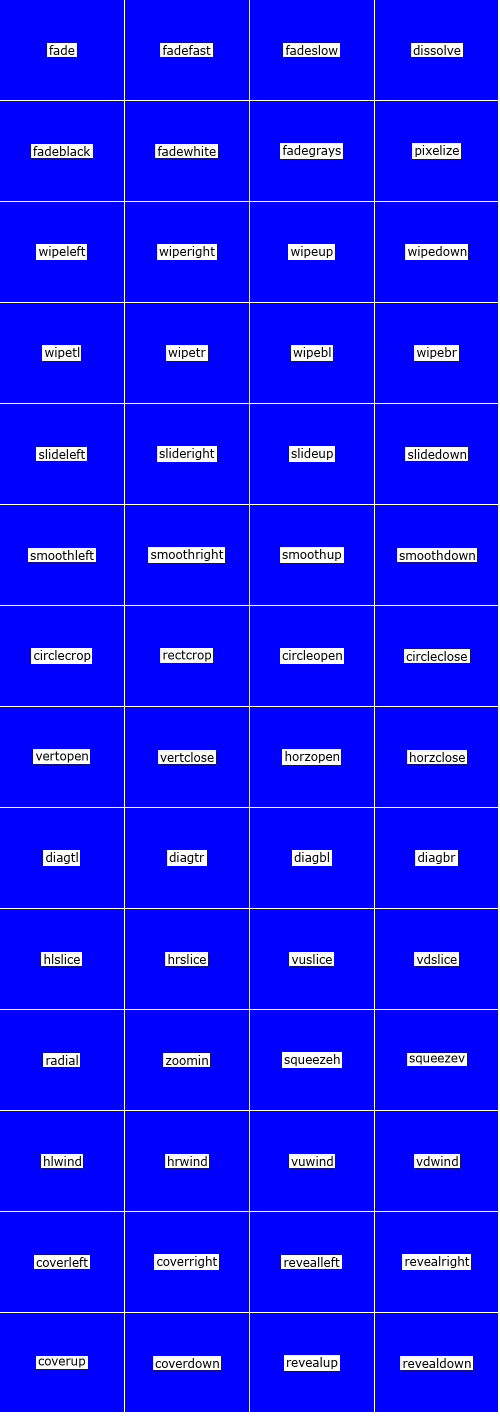 fade fadefast fadeslow dissolve
fadeblack fadewhite fadegrays pixelize
wipeleft wiperight wipeup wipedown
wipetl wipetr wipebl wipebr
slideleft slideright slideup slidedown
smoothleft smoothright smoothup smoothdown
circlecrop rectcrop circleopen circleclose
vertopen vertclose horzopen horzclose
diagtl diagtr diagbl diagbr
hlslice hrslice vuslice vdslice
radial zoomin squeezeh squeezev
hlwind hrwind vuwind vdwind
coverleft coverright revealleft revealright
coverup coverdown revealup revealdown